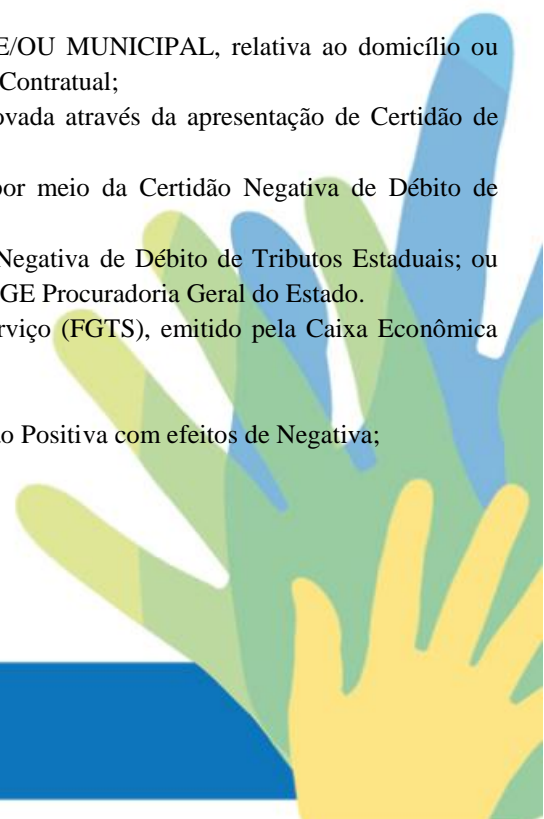 E/OU MUNICIPAL, relativa ao domicílio ou
Contratual;
ovada através da apresentação de Certidão de
por meio da Certidão Negativa de Débito de
Negativa de Débito de Tributos Estaduais; ou
GE Procuradoria Geral do Estado.
rviço (FGTS), emitido pela Caixa Econômica
ão Positiva com efeitos de Negativa;